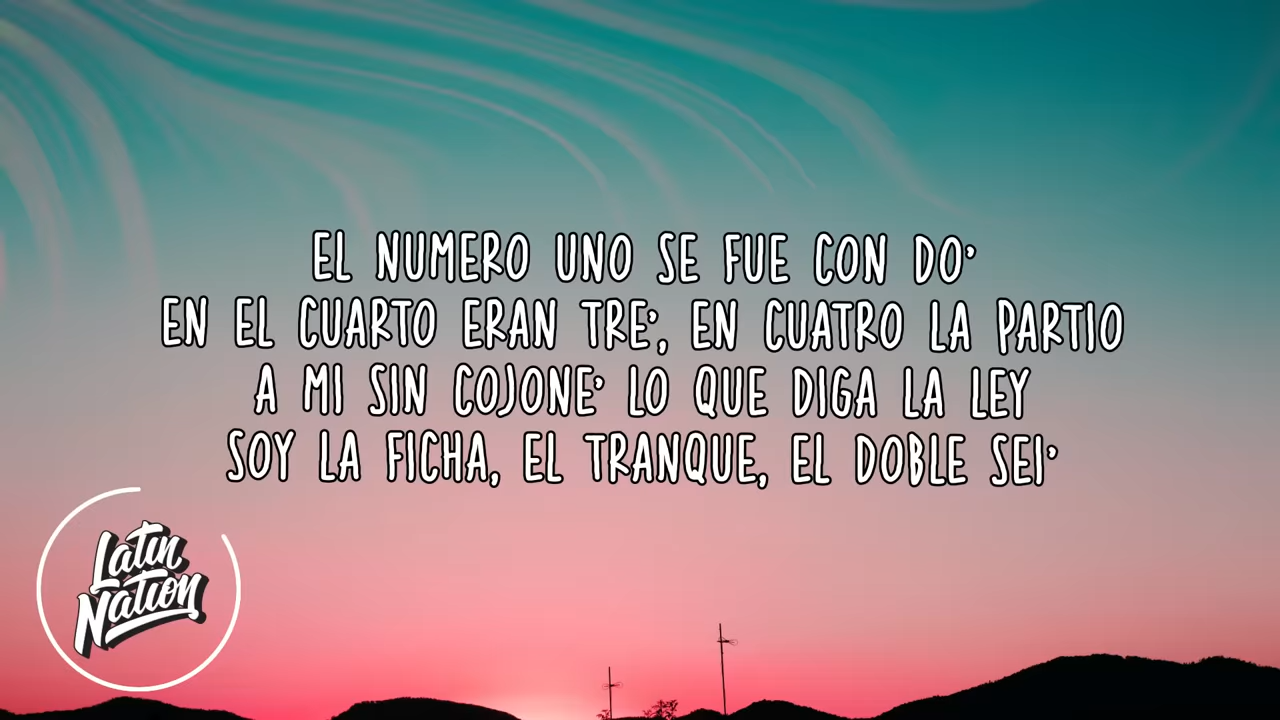 EL NUMERO UNO SE FUE CON DO'
EN EL CUARTO ERAN TRE', EN CUATRO LA PARTIO
A MI SIN COJONE' LO QUE DIGA LA LEY
SOY LA FICHA, EL TRANQUE, EL DOBLE SEI'
Latin
Nation